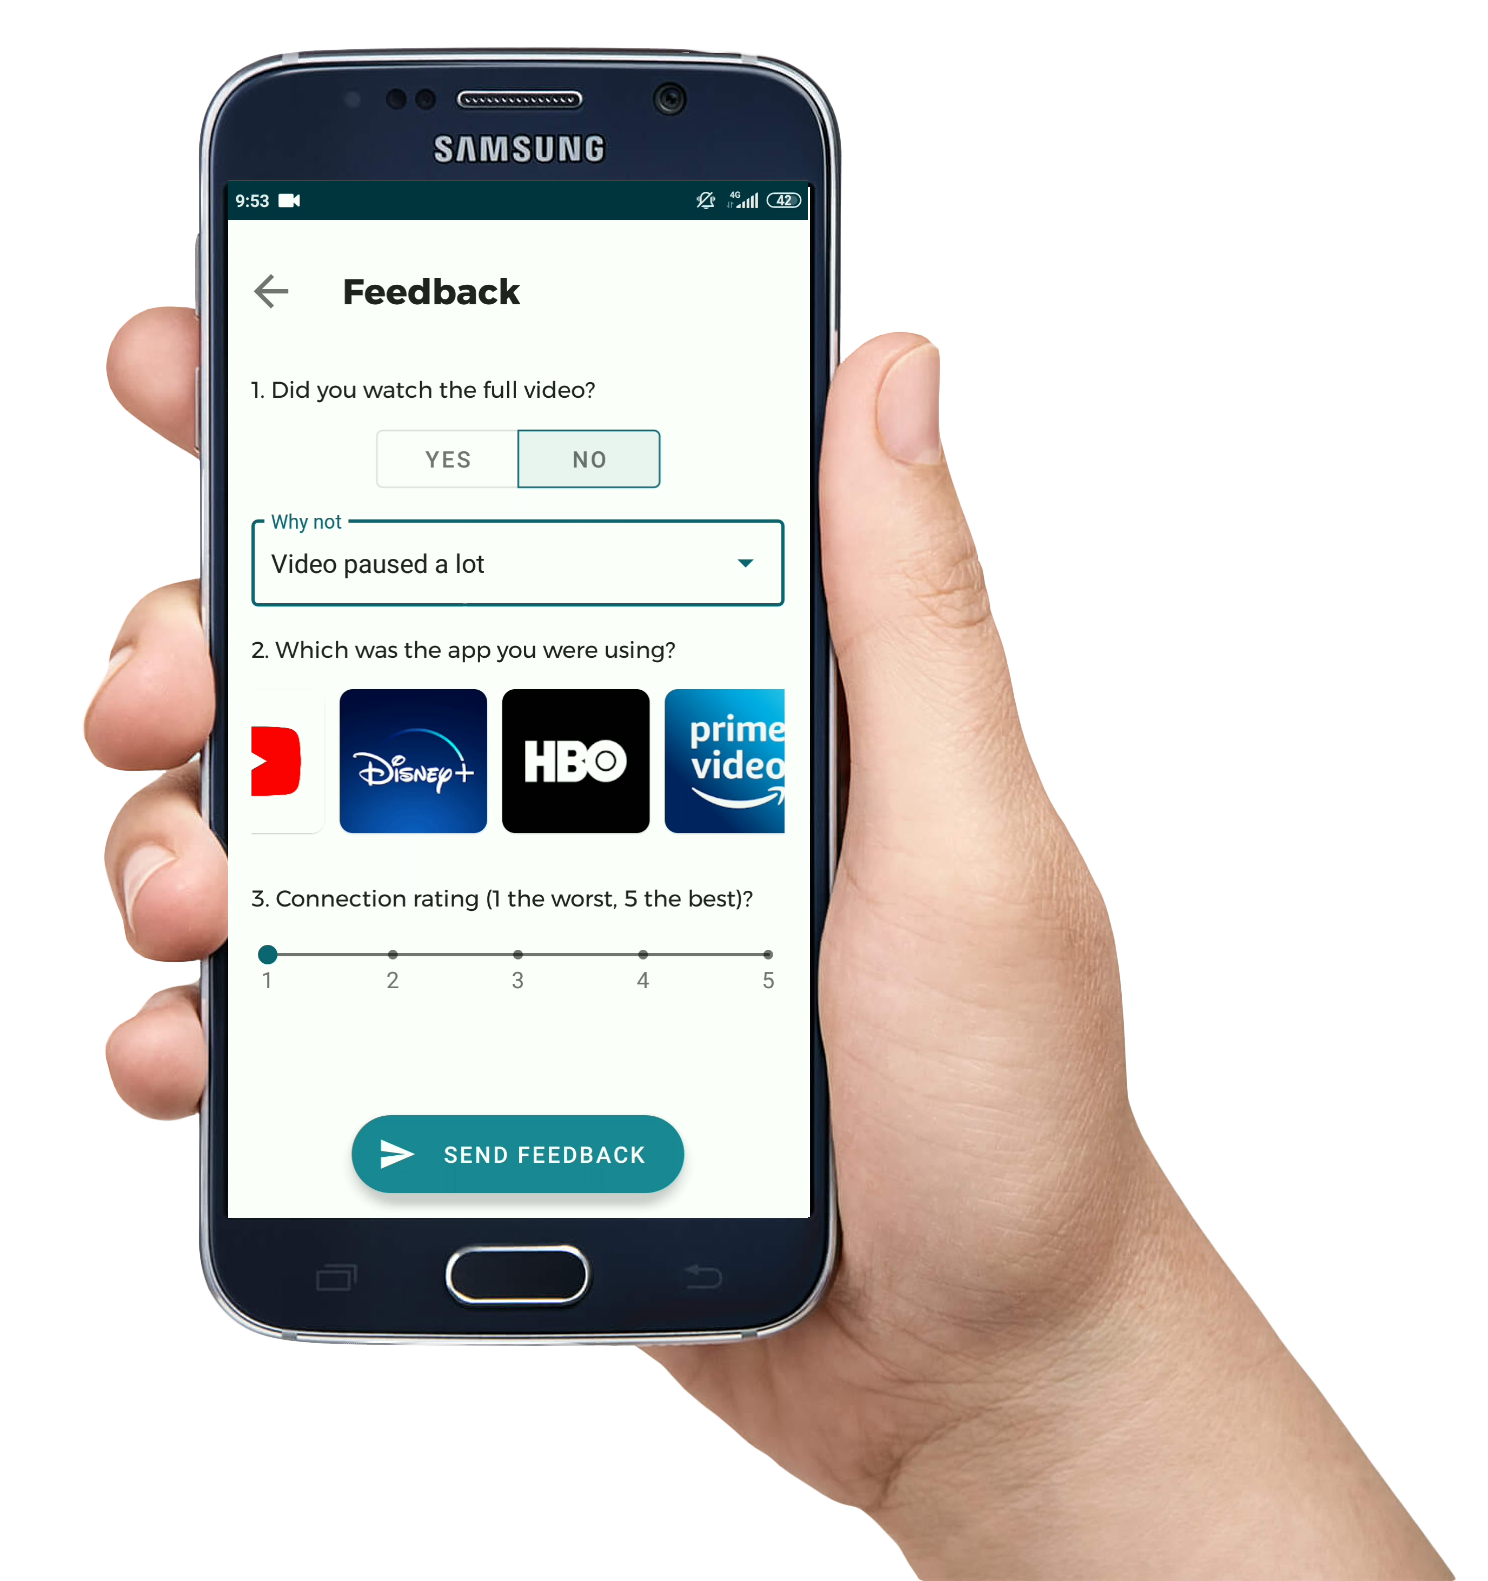 SAMSUNG
9:53 4G 42
Feedback
1. Did you watch the full video?
YES NO
Why not
Video paused a lot
2. Which was the app you were using?
Disney+ HBO prime video
3. Connection rating (1 the worst, 5 the best)?
1 2 3 4 5
SEND FEEDBACK